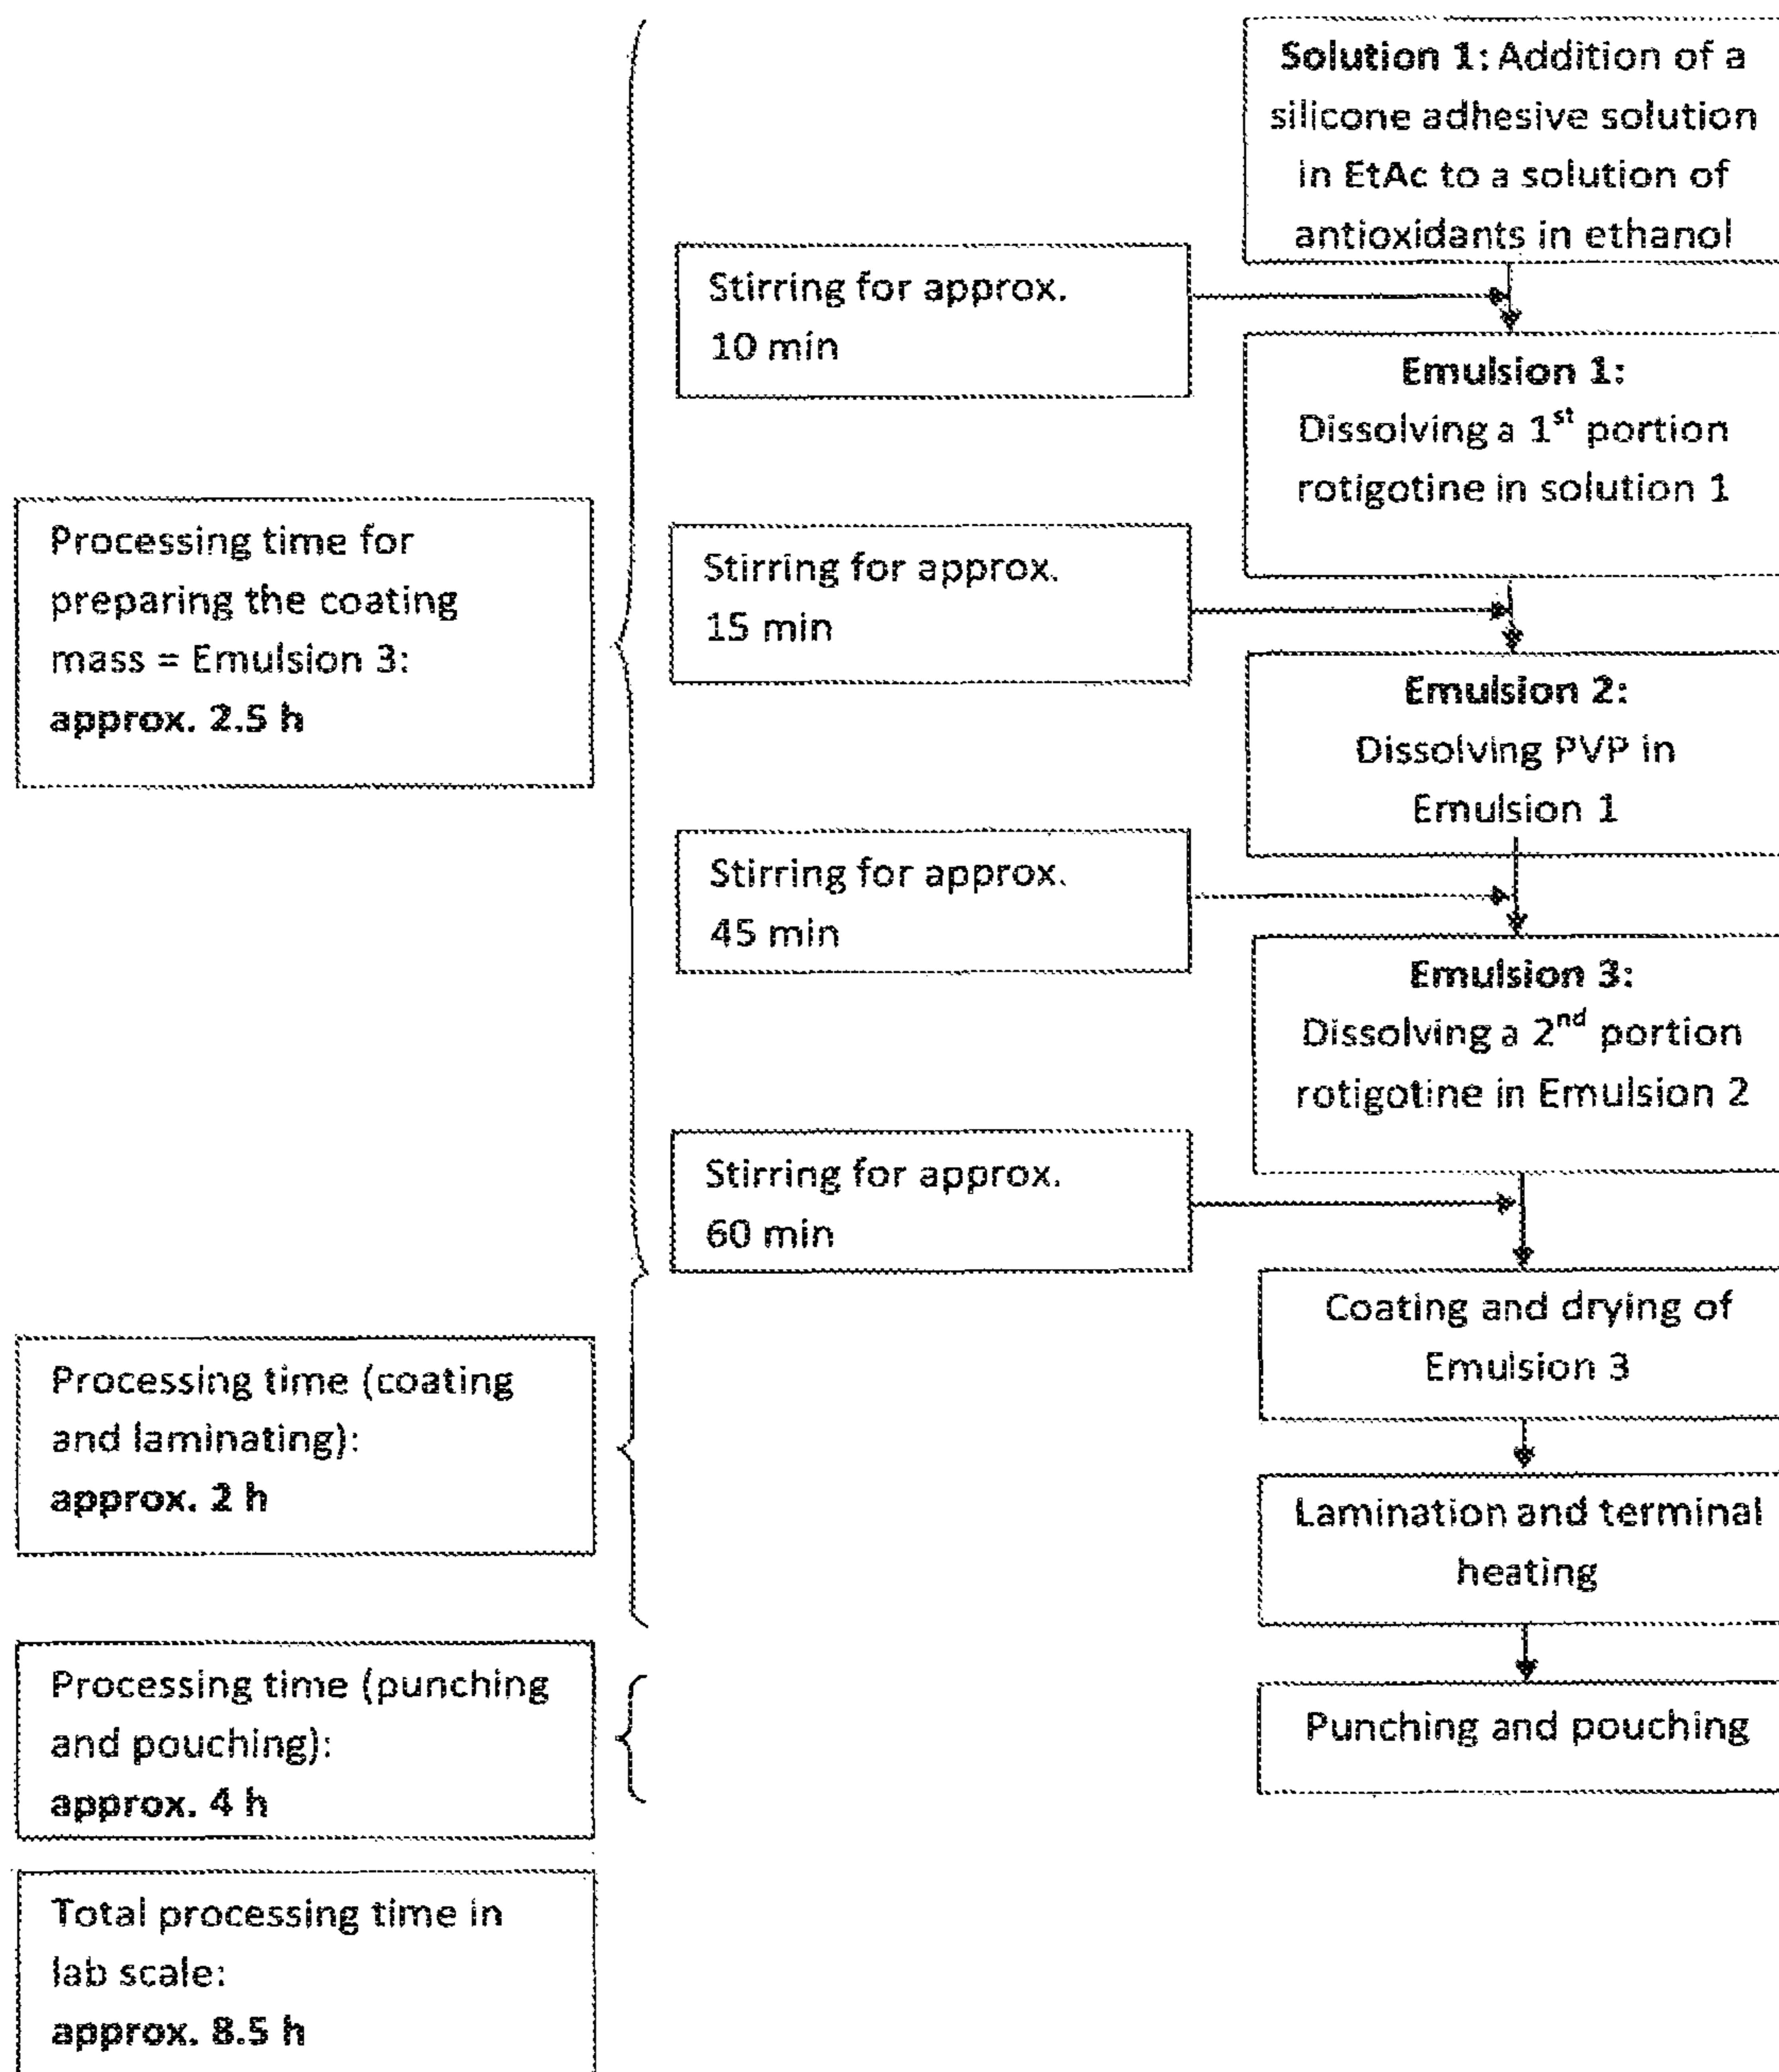 Solution 1: Addition of a
silicone adhesive solution
in EtAc to a solution of
antioxidants in ethanol
Stirring for approx.
10 min
Emulsion 1:
Dissolving a 1st portion
rotigotine in solution 1
Processing time for
preparing the coating
mass = Emulsion 3:
approx. 2.5 h
Stirring for approx.
15 min
Emulsion 2:
Dissolving PVP in
Emulsion 1
Stirring for approx.
45 min
Emulsion 3:
Dissolving a 2nd portion
rotigotine in Emulsion 2
Stirring for approx.
60 min
Coating and drying of
Emulsion 3
Processing time (coating
and laminating):
approx. 2 h
Lamination and terminal
heating
Processing time (punching
and pouching):
approx. 4 h
Punching and pouching
Total processing time in
lab scale:
approx. 8.5 h